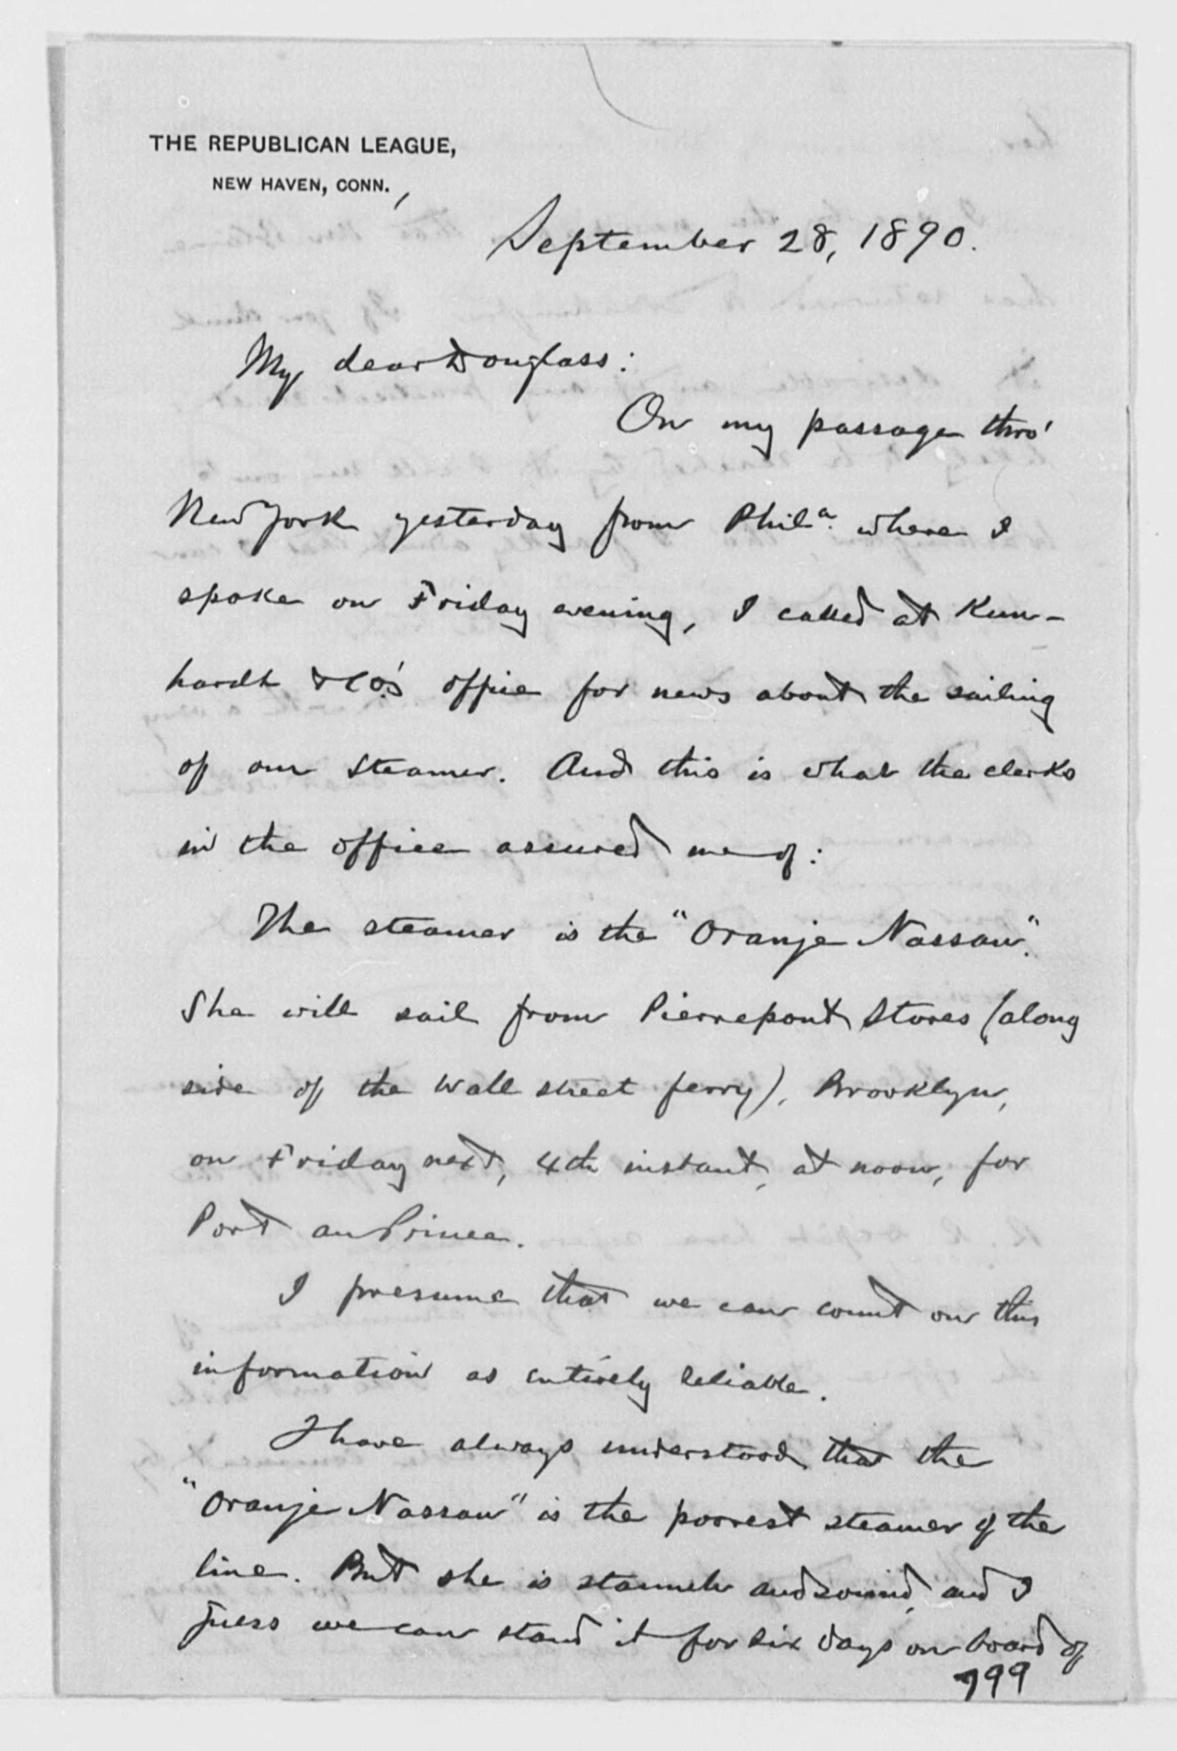 THE REPUBLICAN LEAGUE,
NEW HAVEN, CONN.,
September 28, 1890.
My dear Douglass:
On my passage thro'
New York yesterday from Phila. where I
spoke on Friday evening, I called at Kun-
hardt & Co's. office for news about the sailing
of our steamer. And this is what the clerks
in the office assured me of:
The steamer is the "Oranje Nassau".
She will sail from Pierrepont Stores (along
side of the Wall street ferry), Brooklyn,
on Friday next, 4th instant, at noon, for
Port au Prince.
I presume that we can count on this
information as entirely reliable.
I have always understood that the
"Oranje Nassau" is the poorest steamer of the
line. But she is staunch and sound, and I
guess we can stand it for six days on board of
799